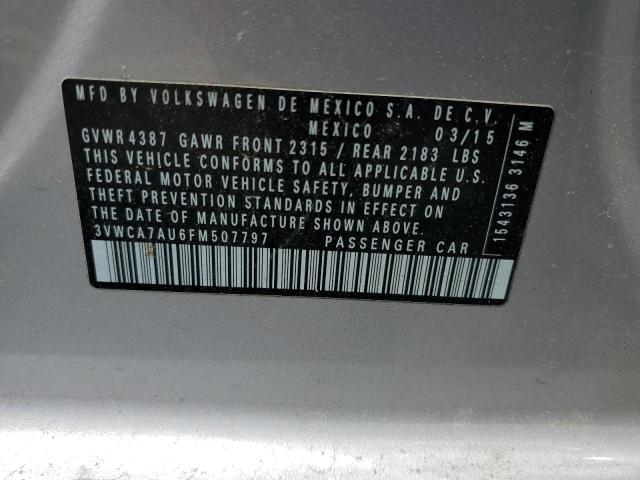 MFD BY VOLKSWAGEN DE MEXICO S.A. DE C.V.
MEXICO 03/15
GVWR 4387 GAWR FRONT 2315 / REAR 2183 LBS
THIS VEHICLE CONFORMS TO ALL APPLICABLE U.S.
FEDERAL MOTOR VEHICLE SAFETY, BUMPER AND
THEFT PREVENTION STANDARDS IN EFFECT ON
THE DATE OF MANUFACTURE SHOWN ABOVE.
3VWCA7AU6FM507797 PASSENGER CAR
1543136 3146 M